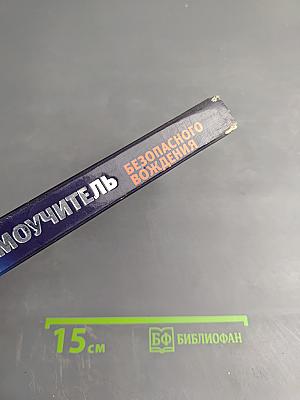 МОУЧИТЕЛЬ
БЕЗОПАСНОГО
ВОЖДЕНИЯ
15 см
БФ БИБЛИОФАН